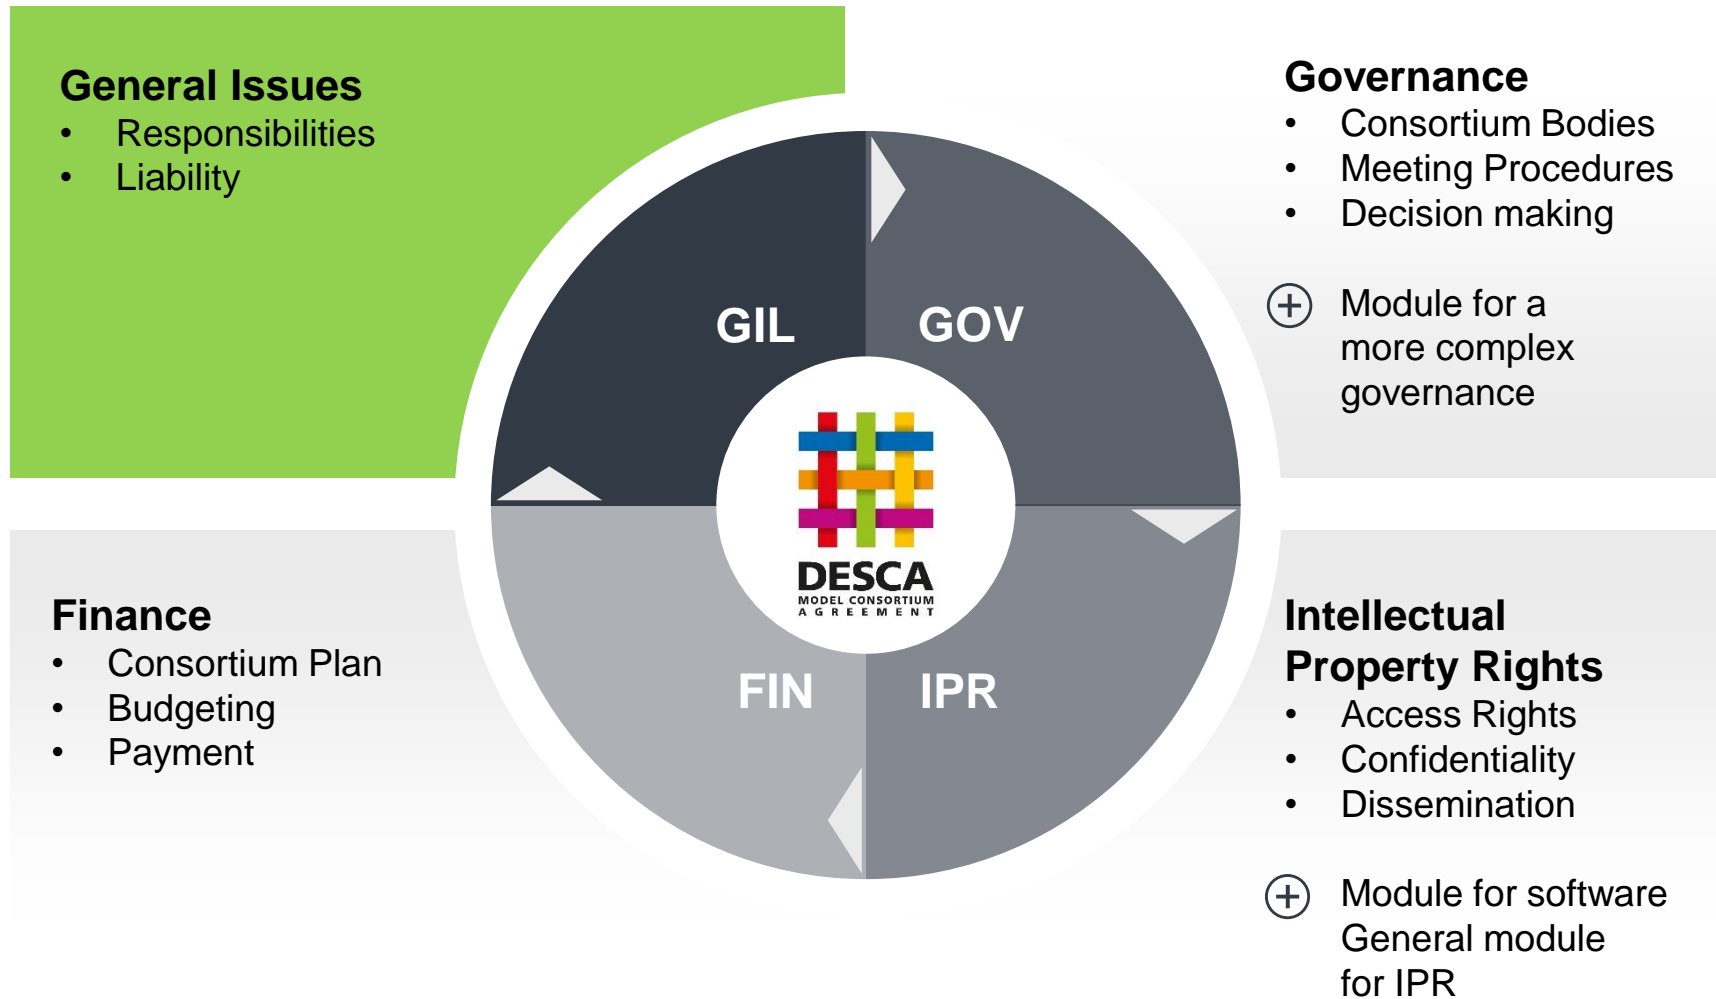 General Issues
• Responsibilities
• Liability
Governance
• Consortium Bodies
• Meeting Procedures
• Decision making
+ Module for a
more complex
governance
GIL
GOV
DESCA
MODEL CONSORTIUM
AGREEMENT
FIN
IPR
Finance
• Consortium Plan
• Budgeting
• Payment
Intellectual
Property Rights
• Access Rights
• Confidentiality
• Dissemination
+ Module for software
General module
for IPR